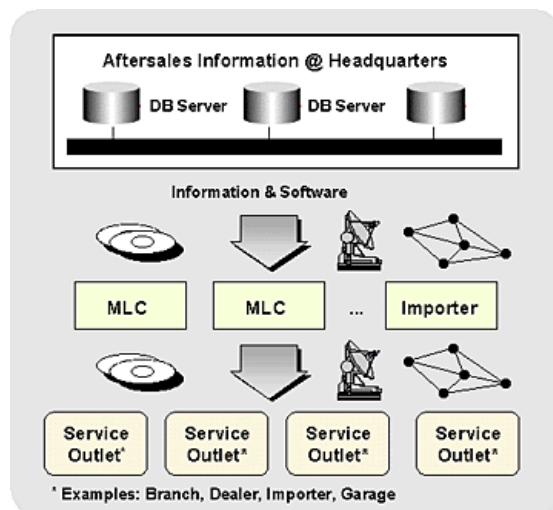 Aftersales Information @ Headquarters
DB Server DB Server
Information & Software
MLC MLC ... Importer
Service Service Service Service
Outlet* Outlet* Outlet* Outlet*
* Examples: Branch, Dealer, Importer, Garage